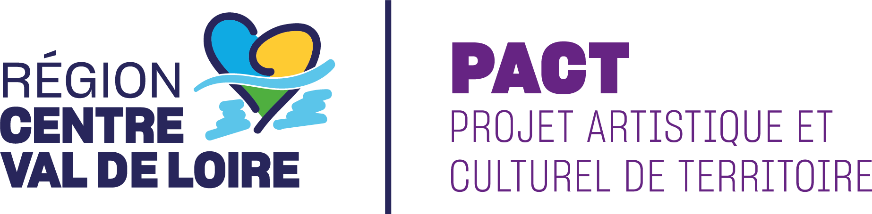 RÉGION
CENTRE
VAL DE LOIRE
PACT
PROJET ARTISTIQUE ET
CULTUREL DE TERRITOIRE